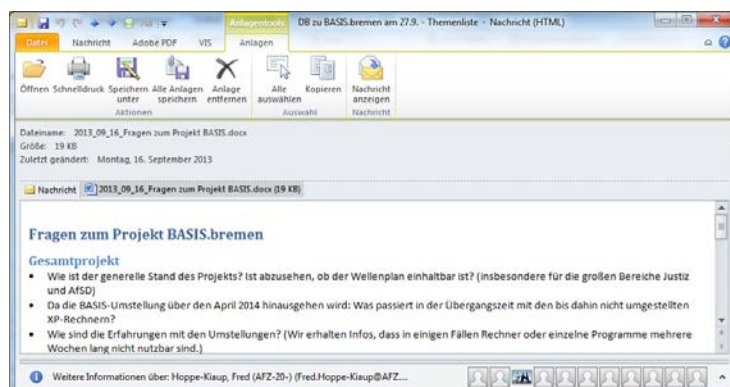 Anlagentools
DB zu BASIS.bremen am 27.9. - Themenliste - Nachricht (HTML)
Datei Nachricht Adobe PDF VIS Anlagen
Öffnen Schnelldruck Speichern unter Alle Anlagen speichern Anlage entfernen Alle auswählen Kopieren Nachricht anzeigen
Aktionen Auswahl Nachricht
Dateiname: 2013_09_16_Fragen zum Projekt BASIS.docx
Größe: 19 KB
Zuletzt geändert: Montag, 16. September 2013
Nachricht 2013_09_16_Fragen zum Projekt BASIS.docx (19 KB)
Fragen zum Projekt BASIS.bremen
Gesamtprojekt
• Wie ist der generelle Stand des Projekts? Ist abzusehen, ob der Wellenplan einhaltbar ist? (insbesondere für die großen Bereiche Justiz
und AfSD)
• Da die BASIS-Umstellung über den April 2014 hinausgehen wird: Was passiert in der Übergangszeit mit den bis dahin nicht umgestellten
XP-Rechnern?
• Wie sind die Erfahrungen mit den Umstellungen? (Wir erhalten Infos, dass in einigen Fällen Rechner oder einzelne Programme mehrere
Wochen lang nicht nutzbar sind.)
Weitere Informationen über: Hoppe-Kiaup, Fred (AFZ-20-) (Fred.Hoppe-Kiaup@AFZ....